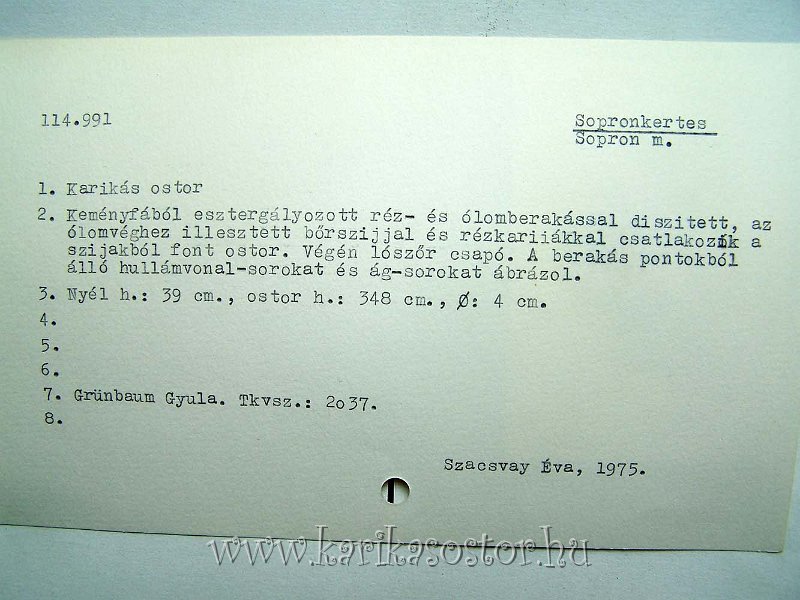 114.991
Sopronkertes
Sopron m.
1. Karikás ostor
2. Keményfából esztergályozott réz- és ólomberakással diszitett, az
ólomvéghez illesztett bőrszijjal és rézkariiákkal csatlakozik a
szijakból font ostor. Végén lószőr csapó. A berakás pontokból
álló hullámvonal-sorokat és ág-sorokat ábrázol.
3. Nyél h.: 39 cm., ostor h.: 348 cm., Ø: 4 cm.
4.
5.
6.
7. Grünbaum Gyula. Tkvsz.: 2o37.
8.
Szacsvay Éva, 1975.
www.karikasostor.hu